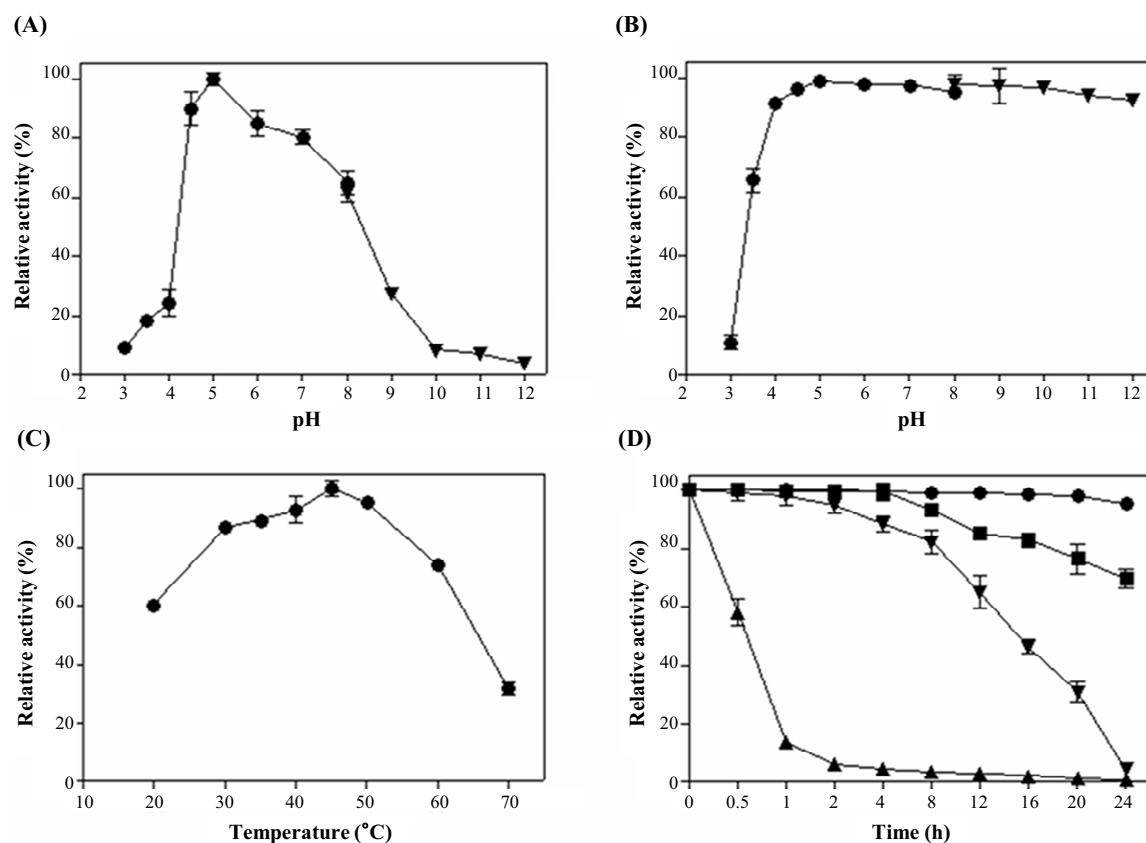 (A)
Relative activity (%)
100
80
60
40
20
0
2 3 4 5 6 7 8 9 10 11 12
pH
(B)
Relative activity (%)
100
80
60
40
20
0
2 3 4 5 6 7 8 9 10 11 12
pH
(C)
Relative activity (%)
100
80
60
40
20
0
10 20 30 40 50 60 70
Temperature (°C)
(D)
Relative activity (%)
100
80
60
40
20
0
0 0.5 1 2 4 8 12 16 20 24
Time (h)